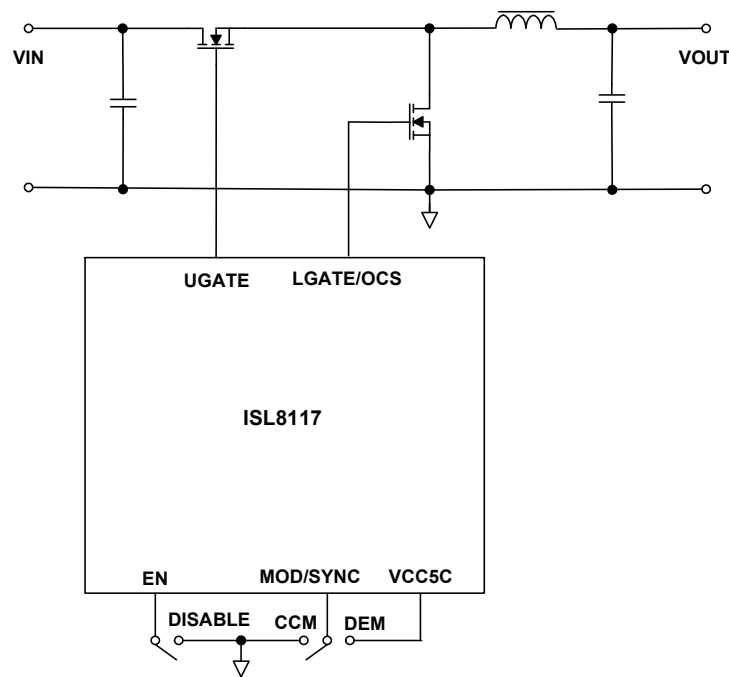 VIN
VOUT
UGATE
LGATE/OCS
ISL8117
EN
MOD/SYNC
VCC5C
DISABLE
CCM
DEM